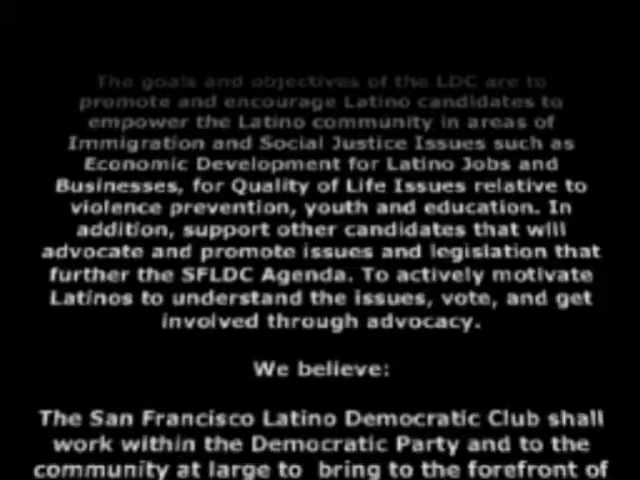 The goals and objectives of the LDC are to
promote and encourage Latino candidates to
empower the Latino community in areas of
Immigration and Social Justice Issues such as
Economic Development for Latino Jobs and
Businesses, for Quality of Life Issues relative to
violence prevention, youth and education. In
addition, support other candidates that will
advocate and promote issues and legislation that
further the SFLDC Agenda. To actively motivate
Latinos to understand the issues, vote, and get
involved through advocacy.
We believe:
The San Francisco Latino Democratic Club shall
work within the Democratic Party and to the
community at large to bring to the forefront of